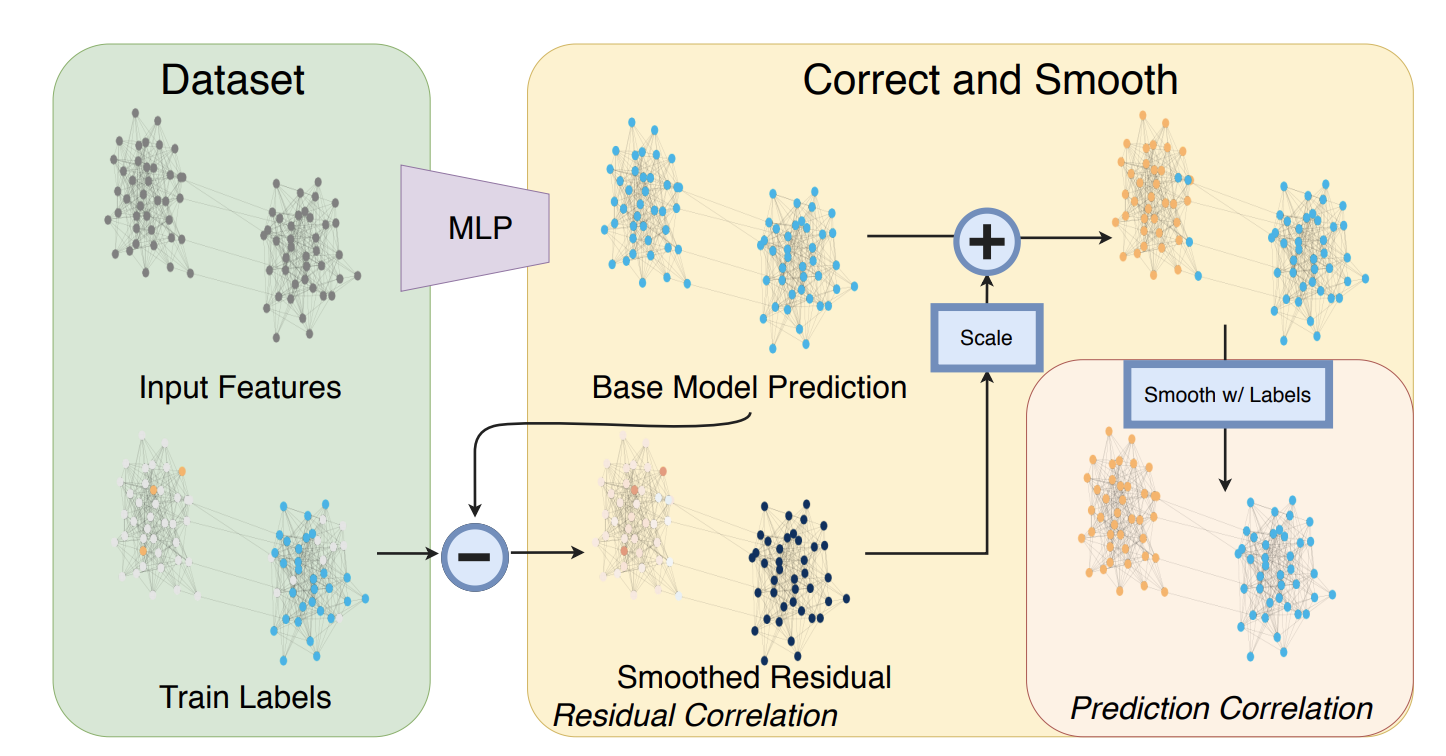 Dataset
Correct and Smooth
MLP
+
Scale
Input Features
Base Model Prediction
Smooth w/ Labels
−
Train Labels
Smoothed Residual
Residual Correlation
Prediction Correlation